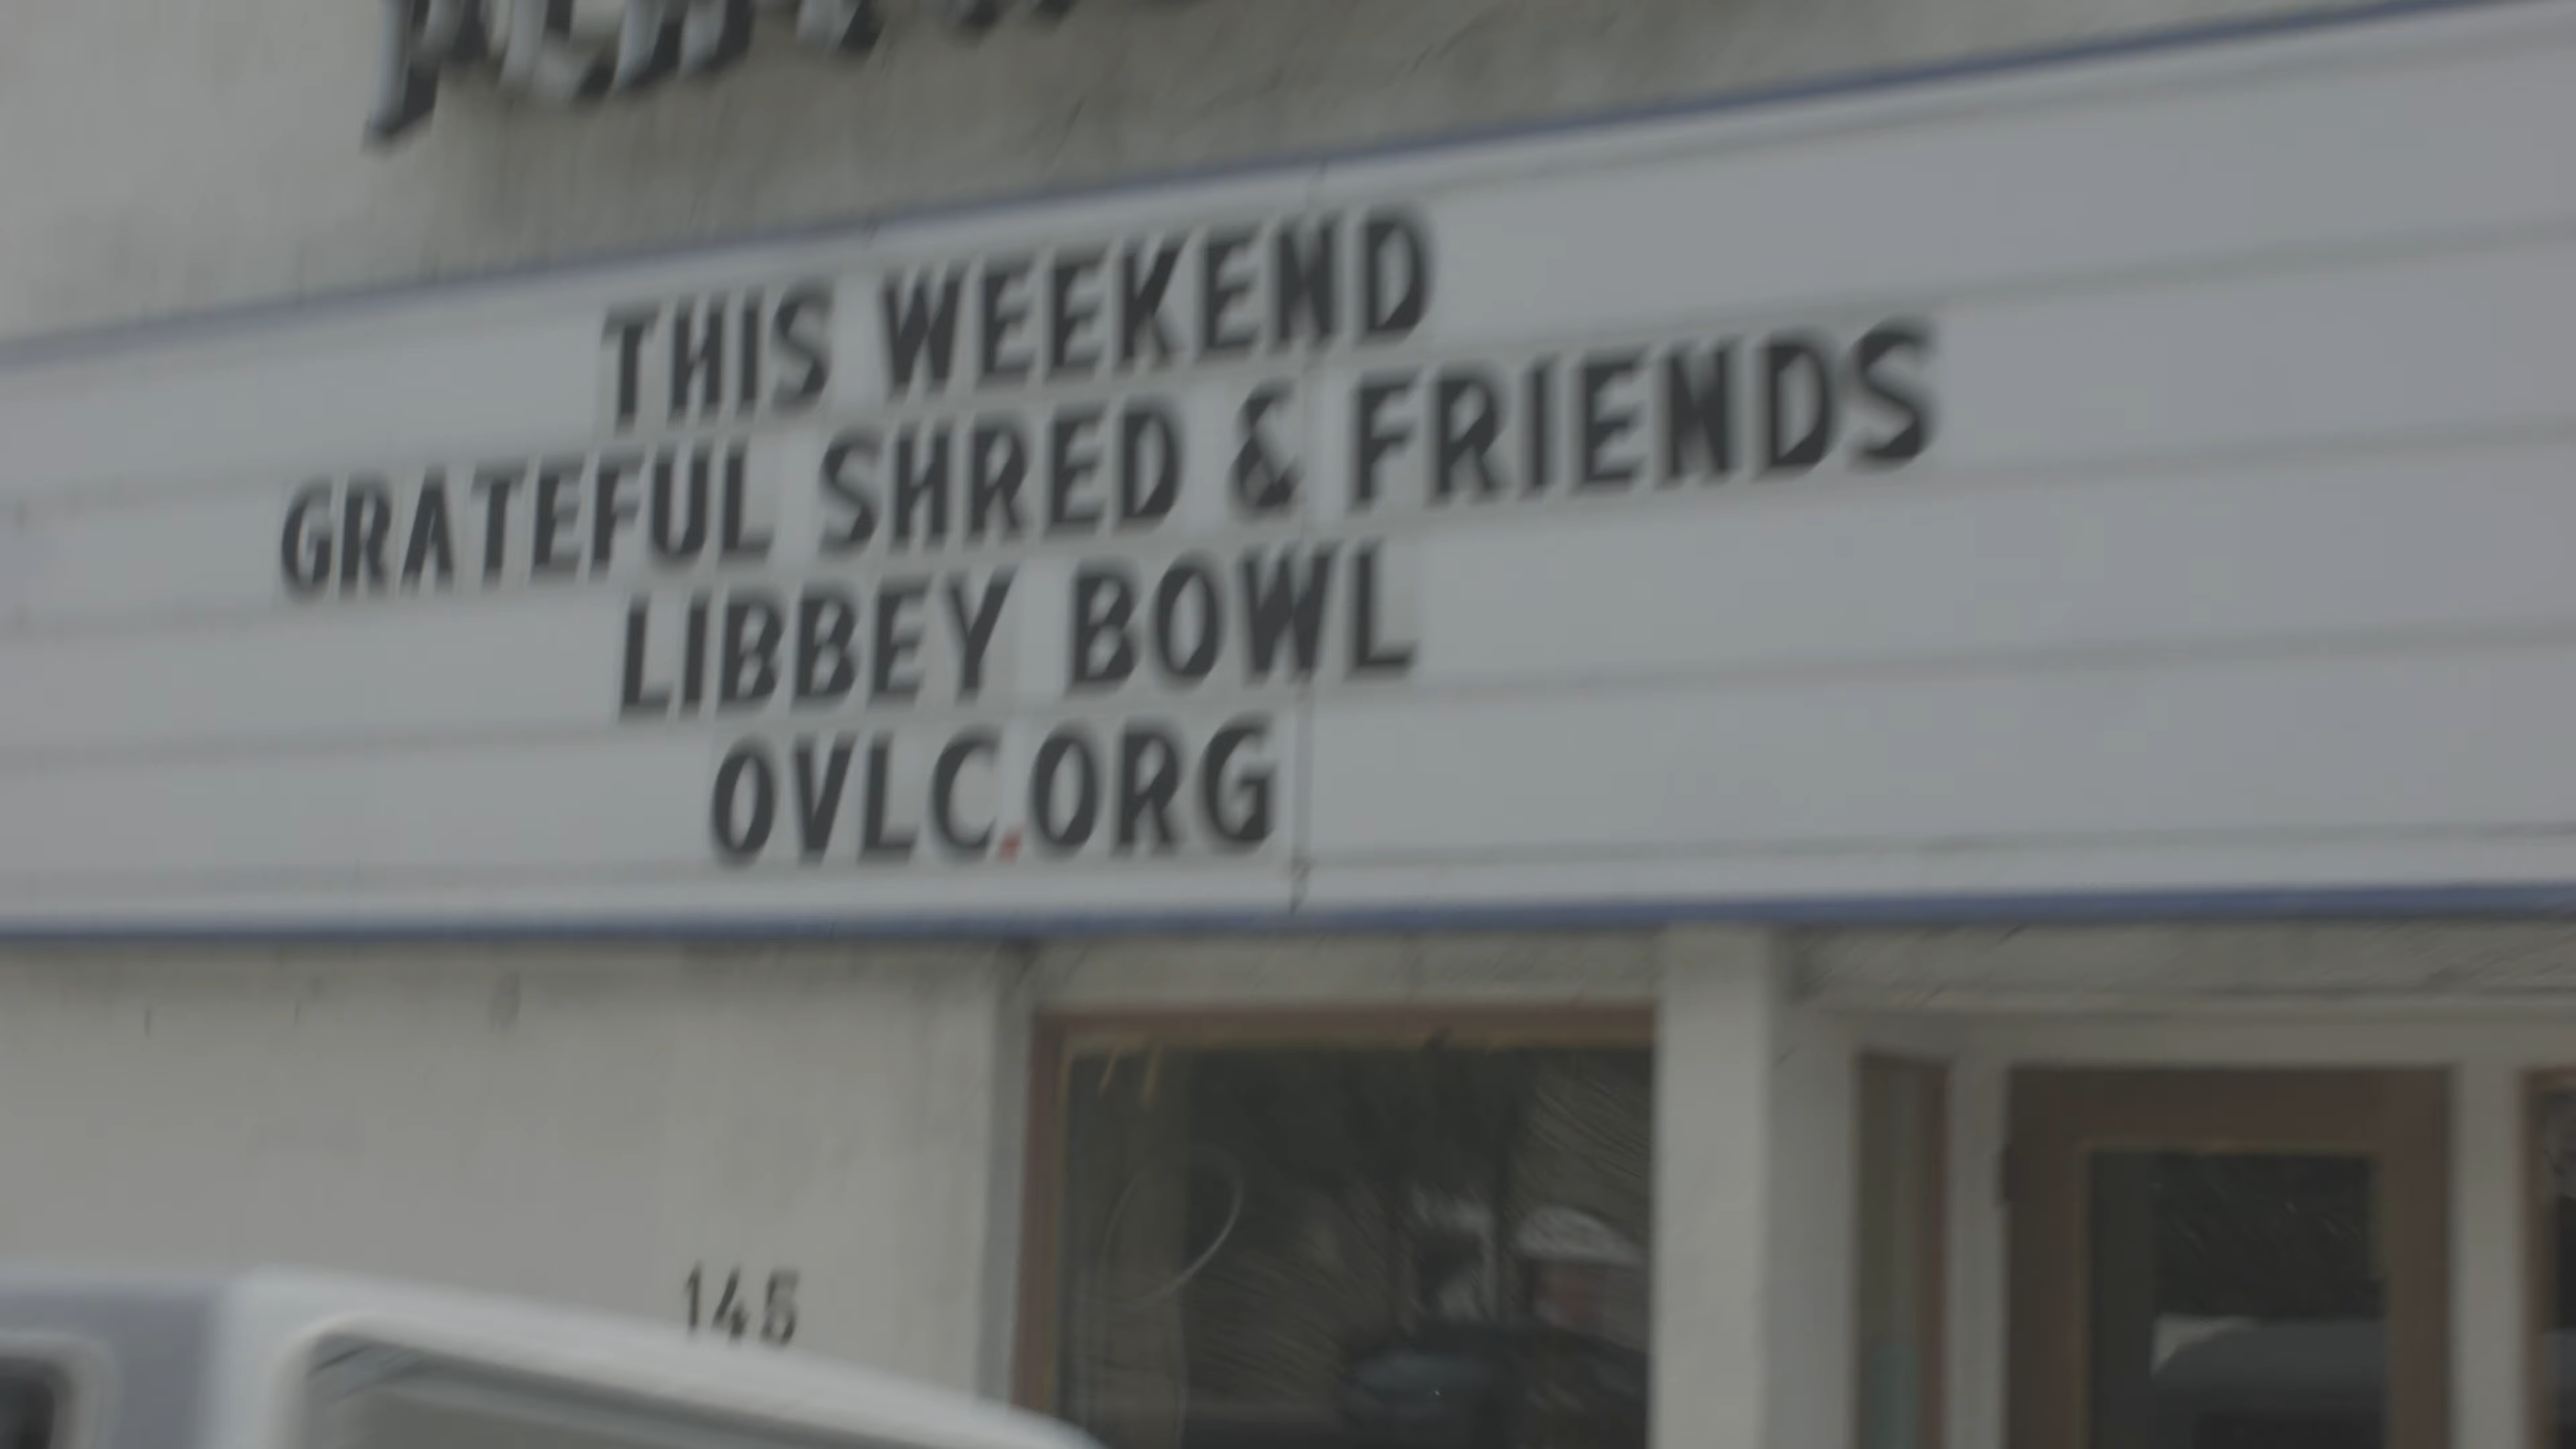 THIS WEEKEND
GRATEFUL SHRED & FRIENDS
LIBBEY BOWL
OVLC.ORG
145